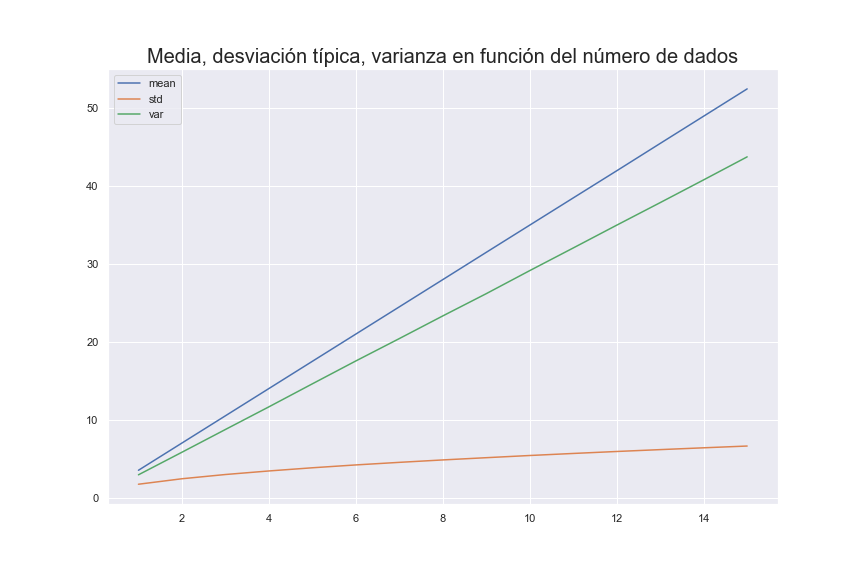 Media, desviación típica, varianza en función del número de dados
mean
std
var
50
40
30
20
10
0
2 4 6 8 10 12 14